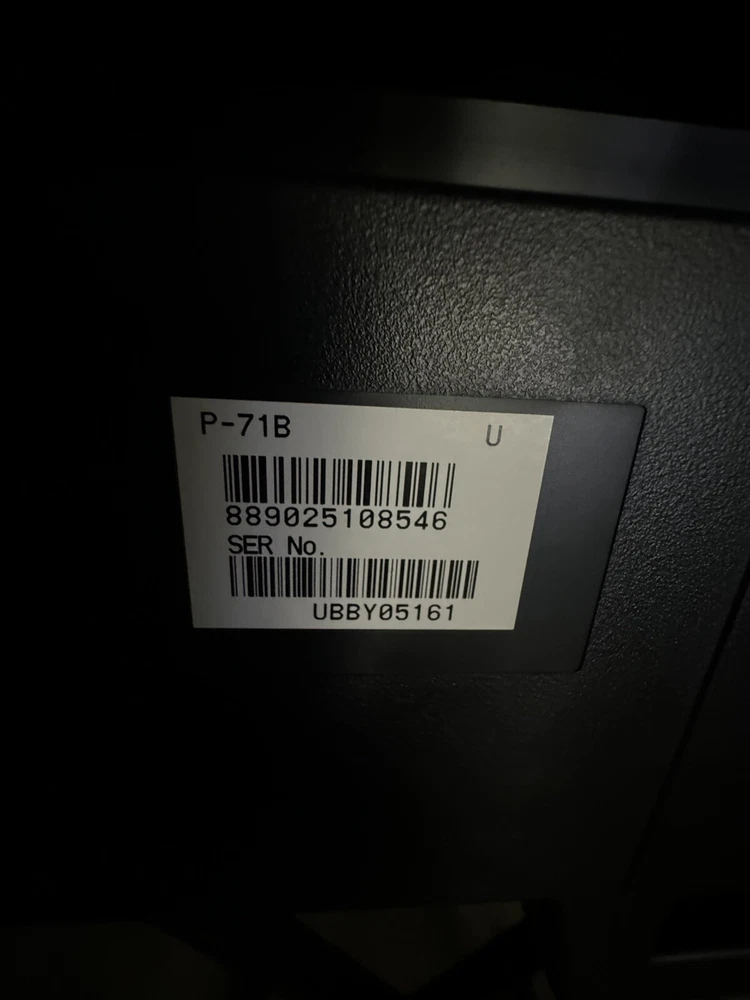 P-71B
U
889025108546
SER No.
UBBY05161